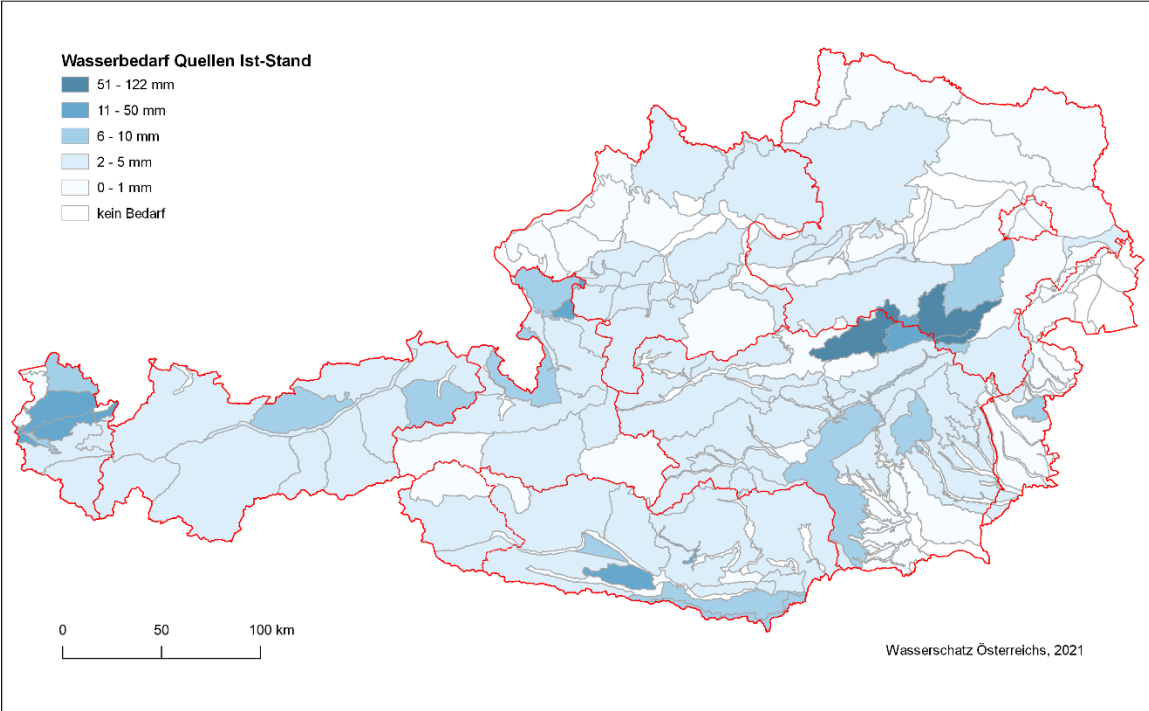 Wasserbedarf Quellen Ist-Stand
51 - 122 mm
11 - 50 mm
6 - 10 mm
2 - 5 mm
0 - 1 mm
kein Bedarf
0 50 100 km
Wasserschatz Österreichs, 2021